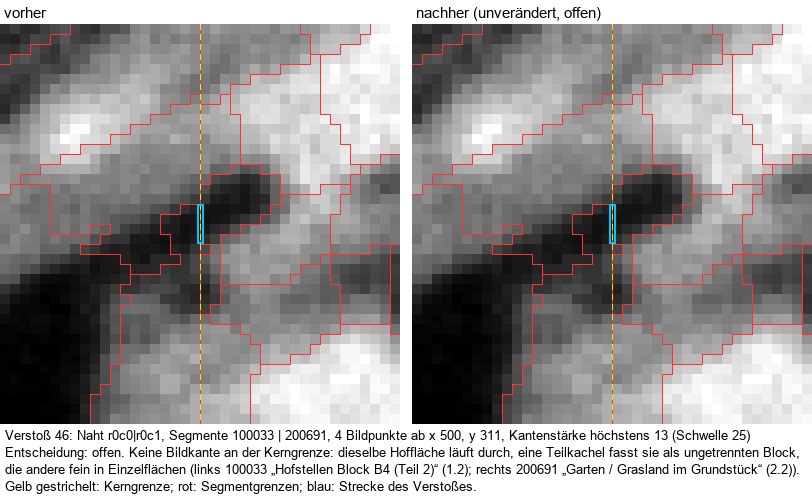 vorher
nachher (unverändert, offen)
Verstoß 46: Naht r0c0|r0c1, Segmente 100033 | 200691, 4 Bildpunkte ab x 500, y 311, Kantenstärke höchstens 13 (Schwelle 25)
Entscheidung: offen. Keine Bildkante an der Kerngrenze: dieselbe Hoffläche läuft durch, eine Teilkachel fasst sie als ungetrennten Block,
die andere fein in Einzelflächen (links 100033 „Hofstellen Block B4 (Teil 2)“ (1.2); rechts 200691 „Garten / Grasland im Grundstück“ (2.2)).
Gelb gestrichelt: Kerngrenze; rot: Segmentgrenzen; blau: Strecke des Verstoßes.